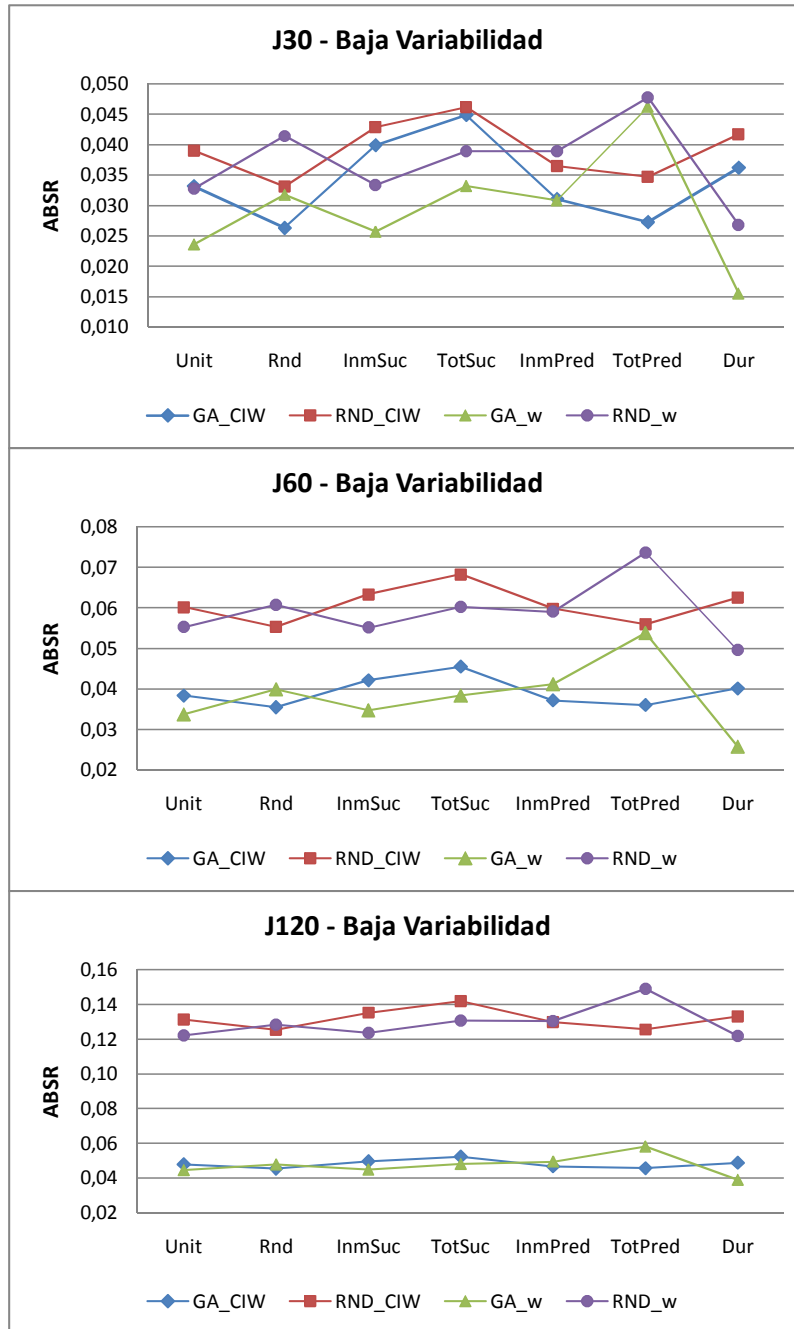 J30 - Baja Variabilidad
0,050
0,045
0,040
0,035
0,030
0,025
0,020
0,015
0,010
ABSR
Unit Rnd InmSuc TotSuc InmPred TotPred Dur
GA_CIW RND_CIW GA_w RND_w
J60 - Baja Variabilidad
0,08
0,07
0,06
0,05
0,04
0,03
0,02
ABSR
Unit Rnd InmSuc TotSuc InmPred TotPred Dur
GA_CIW RND_CIW GA_w RND_w
J120 - Baja Variabilidad
0,16
0,14
0,12
0,10
0,08
0,06
0,04
0,02
ABSR
Unit Rnd InmSuc TotSuc InmPred TotPred Dur
GA_CIW RND_CIW GA_w RND_w